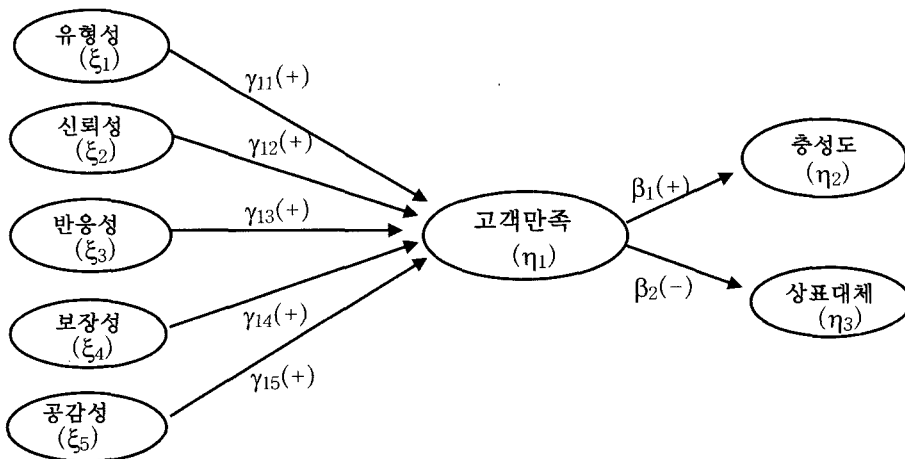 유형성
(ξ1)
γ11(+)
신뢰성
(ξ2)
γ12(+)
반응성
(ξ3)
γ13(+)
보장성
(ξ4)
γ14(+)
공감성
(ξ5)
γ15(+)
고객만족
(η1)
β1(+)
충성도
(η2)
β2(-)
상표대체
(η3)